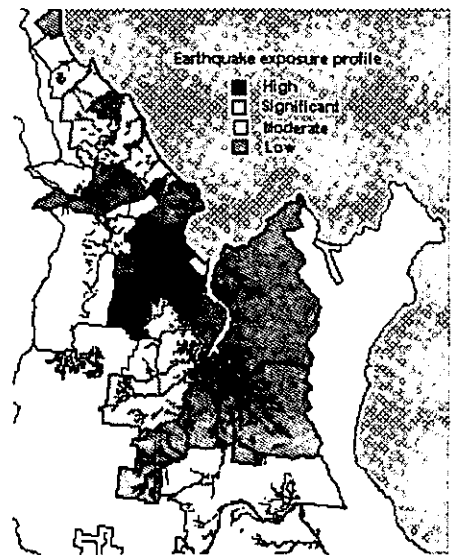 Earthquake exposure profile
High
Significant
Moderate
Low